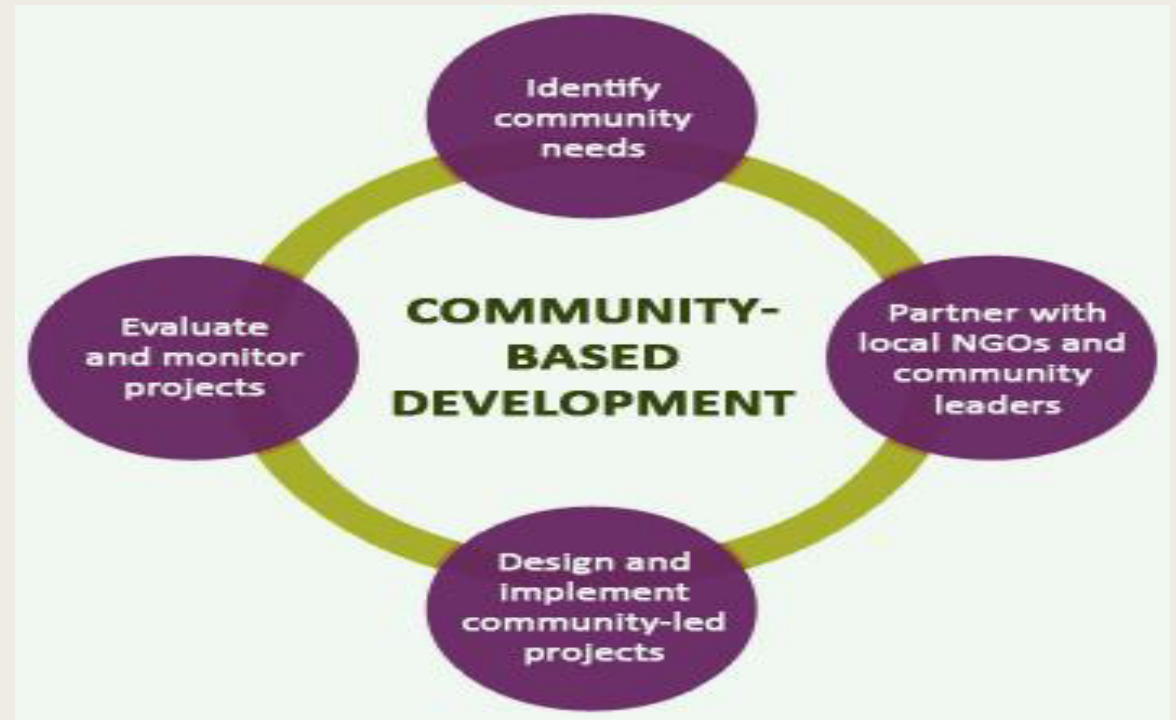 Identify
community
needs
Partner with
local NGOs and
community
leaders
Design and
implement
community-led
projects
Evaluate
and monitor
projects
COMMUNITY-
BASED
DEVELOPMENT